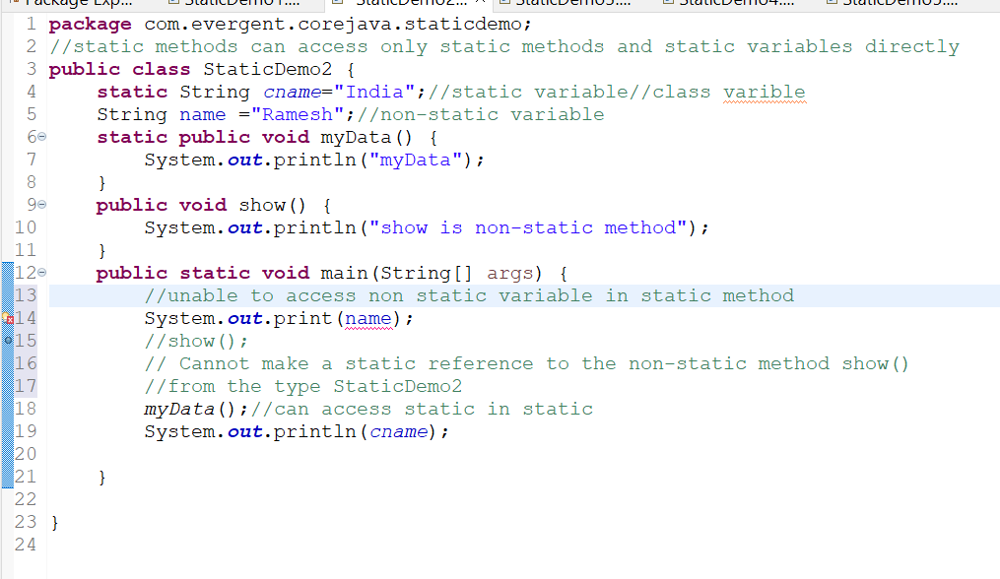 Package Exp... StaticDemo1.... StaticDemo2... StaticDemo3.... StaticDemo4.... StaticDemo5....
1 package com.evergent.corejava.staticdemo;
2 //static methods can access only static methods and static variables directly
3 public class StaticDemo2 {
4 static String cname="India";//static variable//class varible
5 String name ="Ramesh";//non-static variable
6 static public void myData() {
7 System.out.println("myData");
8 }
9 public void show() {
10 System.out.println("show is non-static method");
11 }
12 public static void main(String[] args) {
13 //unable to access non static variable in static method
14 System.out.print(name);
15 //show();
16 // Cannot make a static reference to the non-static method show()
17 //from the type StaticDemo2
18 myData();//can access static in static
19 System.out.println(cname);
20
21 }
22
23 }
24